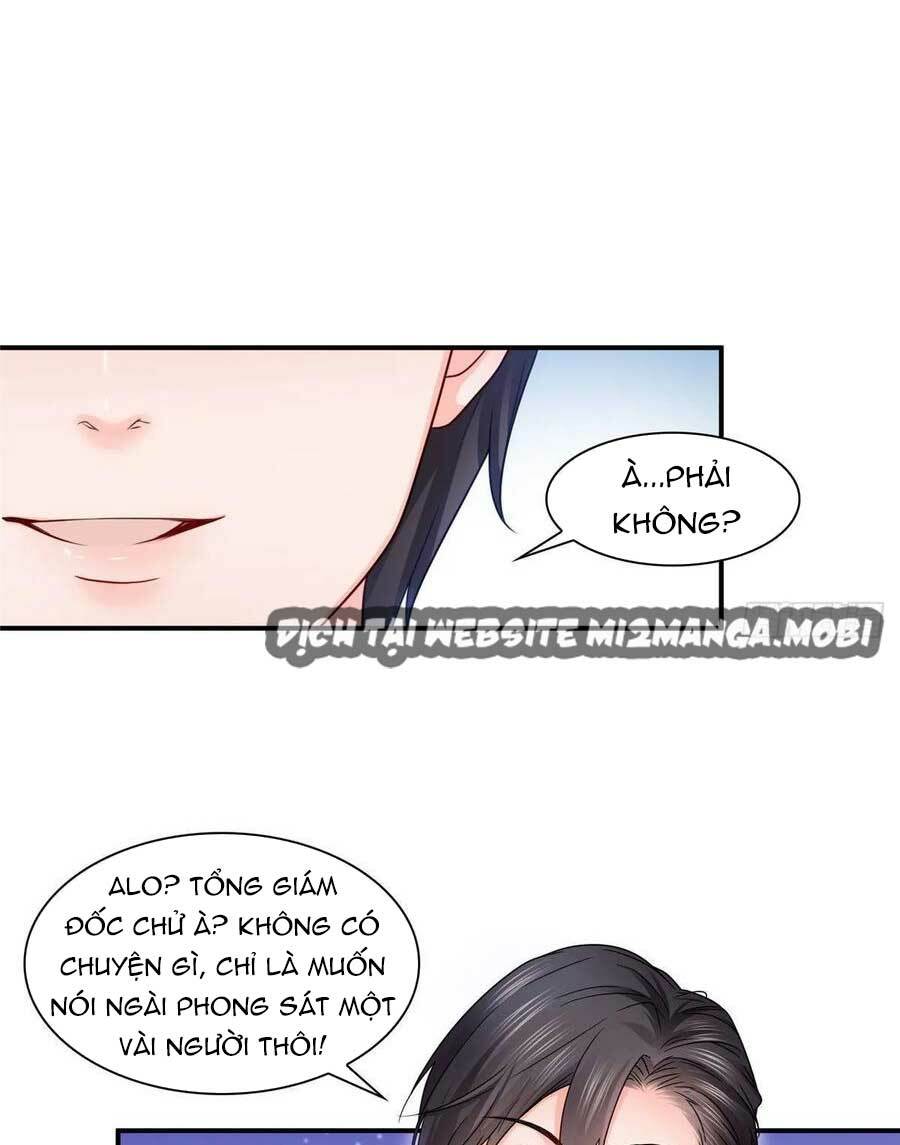 À...PHẢI
KHÔNG?
DỊCH TẠI WEBSITE MI2MANGA.MOBI
ALO? TỔNG GIÁM
ĐỐC CHỬ À? KHÔNG CÓ
CHUYỆN GÌ, CHỈ LÀ MUỐN
NÓI NGÀI PHONG SÁT MỘT
VÀI NGƯỜI THÔI!